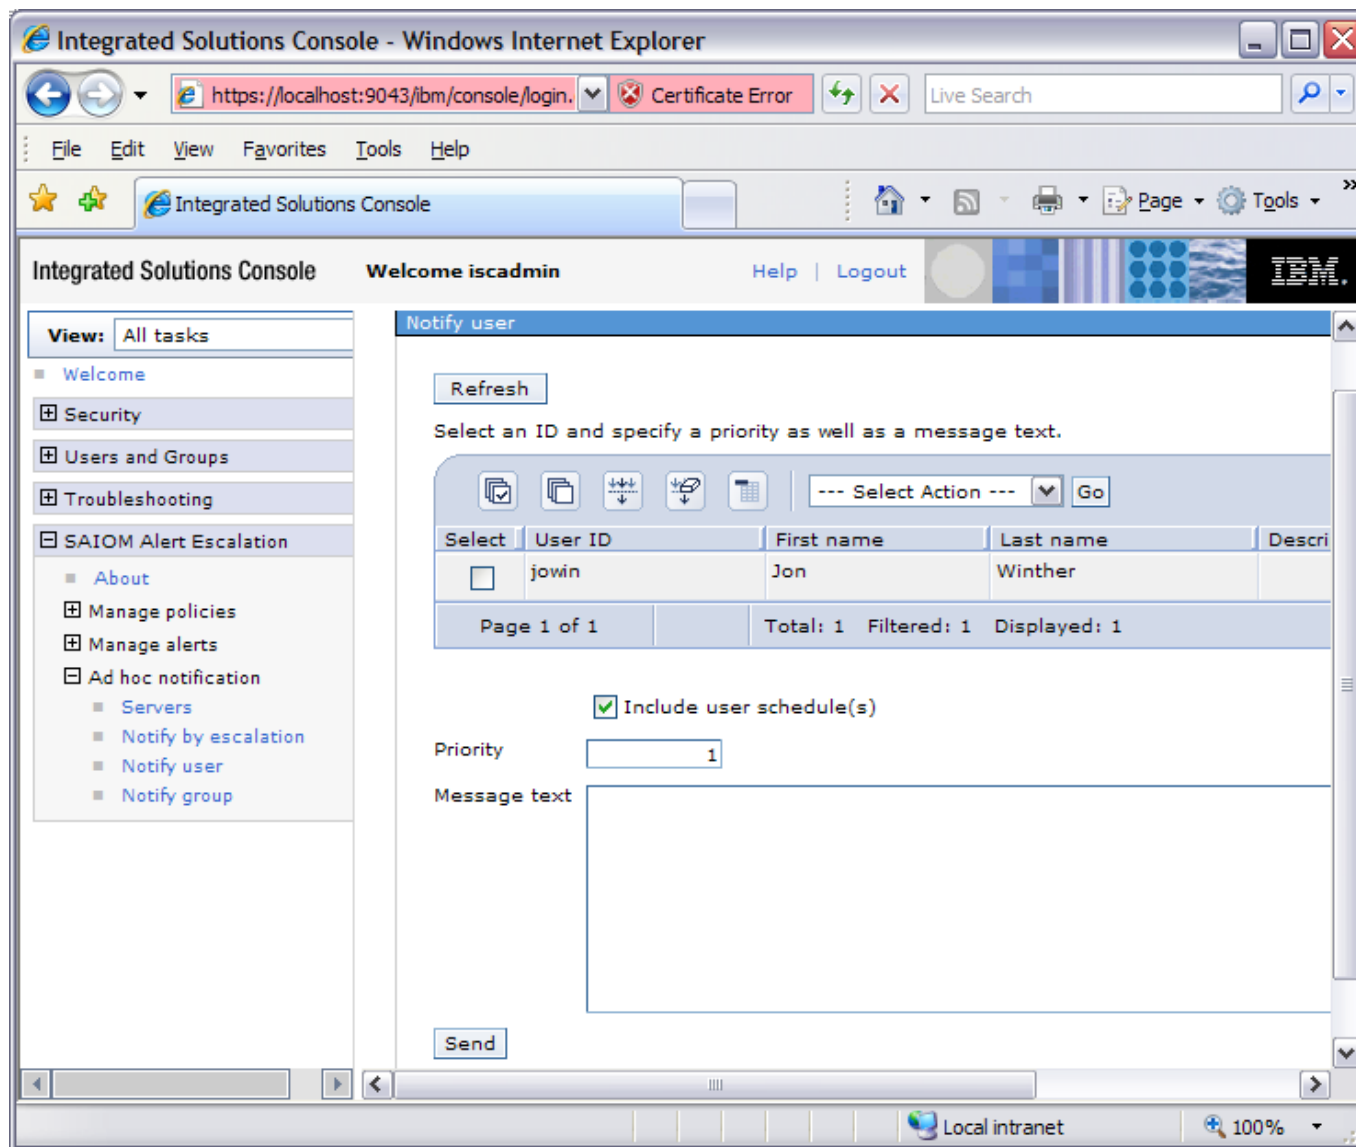 Integrated Solutions Console - Windows Internet Explorer
https://localhost:9043/ibm/console/login. Certificate Error Live Search
File Edit View Favorites Tools Help
Integrated Solutions Console Page Tools »
Integrated Solutions Console Welcome iscadmin Help | Logout IBM.
View: All tasks
Welcome
Security
Users and Groups
Troubleshooting
SAIOM Alert Escalation
About
Manage policies
Manage alerts
Ad hoc notification
Servers
Notify by escalation
Notify user
Notify group
Notify user
Refresh
Select an ID and specify a priority as well as a message text.
--- Select Action --- Go
Select User ID First name Last name Descri
jowin Jon Winther
Page 1 of 1 Total: 1 Filtered: 1 Displayed: 1
Include user schedule(s)
Priority 1
Message text
Send
Local intranet 100%